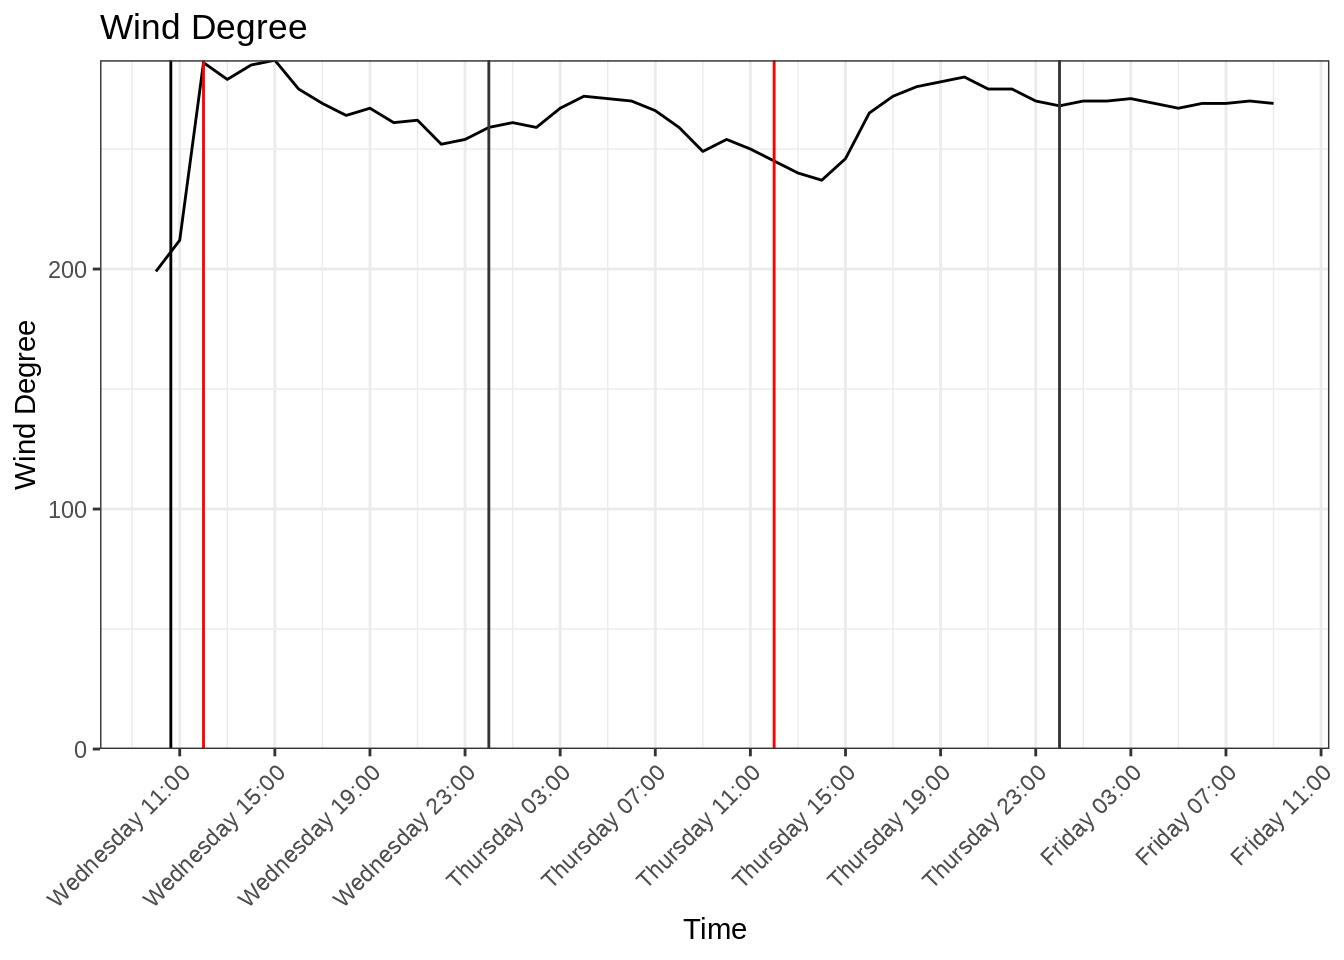 Wind Degree
Wind Degree
200
100
0
Wednesday 11:00
Wednesday 15:00
Wednesday 19:00
Wednesday 23:00
Thursday 03:00
Thursday 07:00
Thursday 11:00
Thursday 15:00
Thursday 19:00
Thursday 23:00
Friday 03:00
Friday 07:00
Friday 11:00
Time